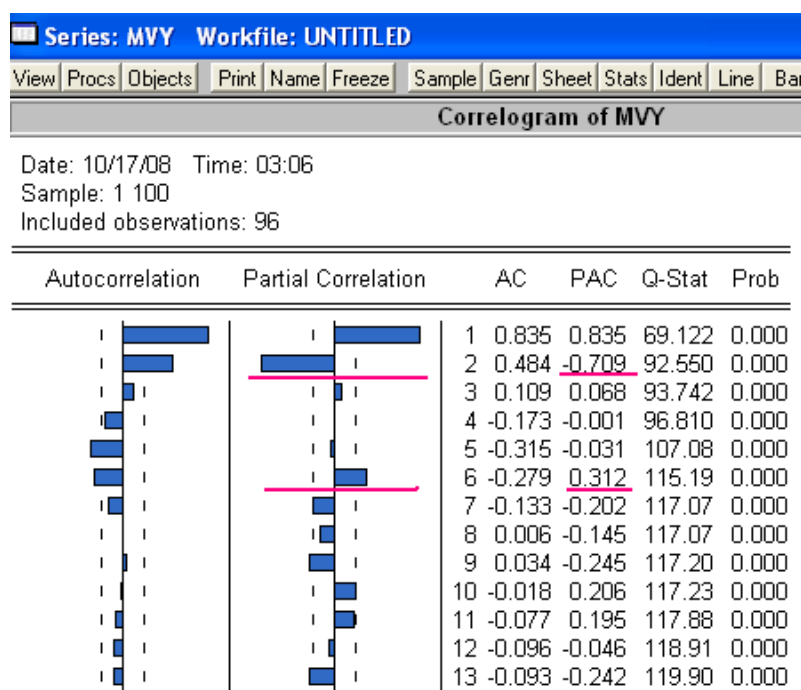 Series: MVY Workfile: UNTITLED
View Procs Objects Print Name Freeze Sample Genr Sheet Stats Ident Line Bar
Correlogram of MVY
Date: 10/17/08 Time: 03:06
Sample: 1 100
Included observations: 96
Autocorrelation Partial Correlation AC PAC Q-Stat Prob
1 0.835 0.835 69.122 0.000
2 0.484 -0.709 92.550 0.000
3 0.109 0.068 93.742 0.000
4 -0.173 -0.001 96.810 0.000
5 -0.315 -0.031 107.08 0.000
6 -0.279 0.312 115.19 0.000
7 -0.133 -0.202 117.07 0.000
8 0.006 -0.145 117.07 0.000
9 0.034 -0.245 117.20 0.000
10 -0.018 0.206 117.23 0.000
11 -0.077 0.195 117.88 0.000
12 -0.096 -0.046 118.91 0.000
13 -0.093 -0.242 119.90 0.000